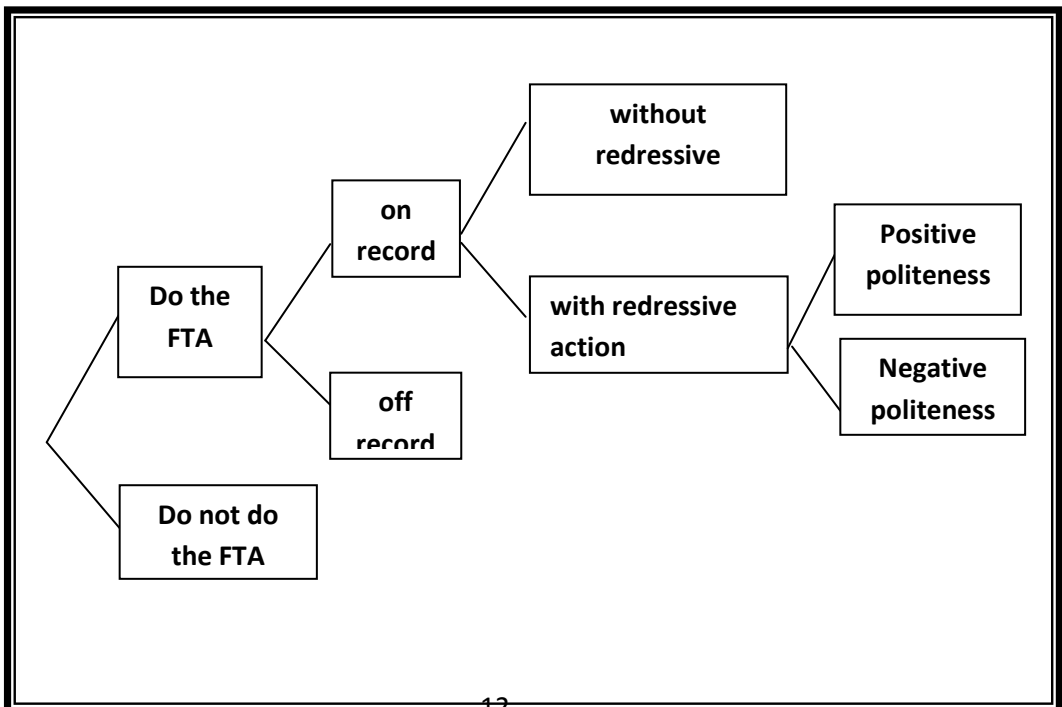 without
redressive
on
record
Positive
politeness
Do the
FTA
with redressive
action
Negative
politeness
off
record
Do not do
the FTA
12